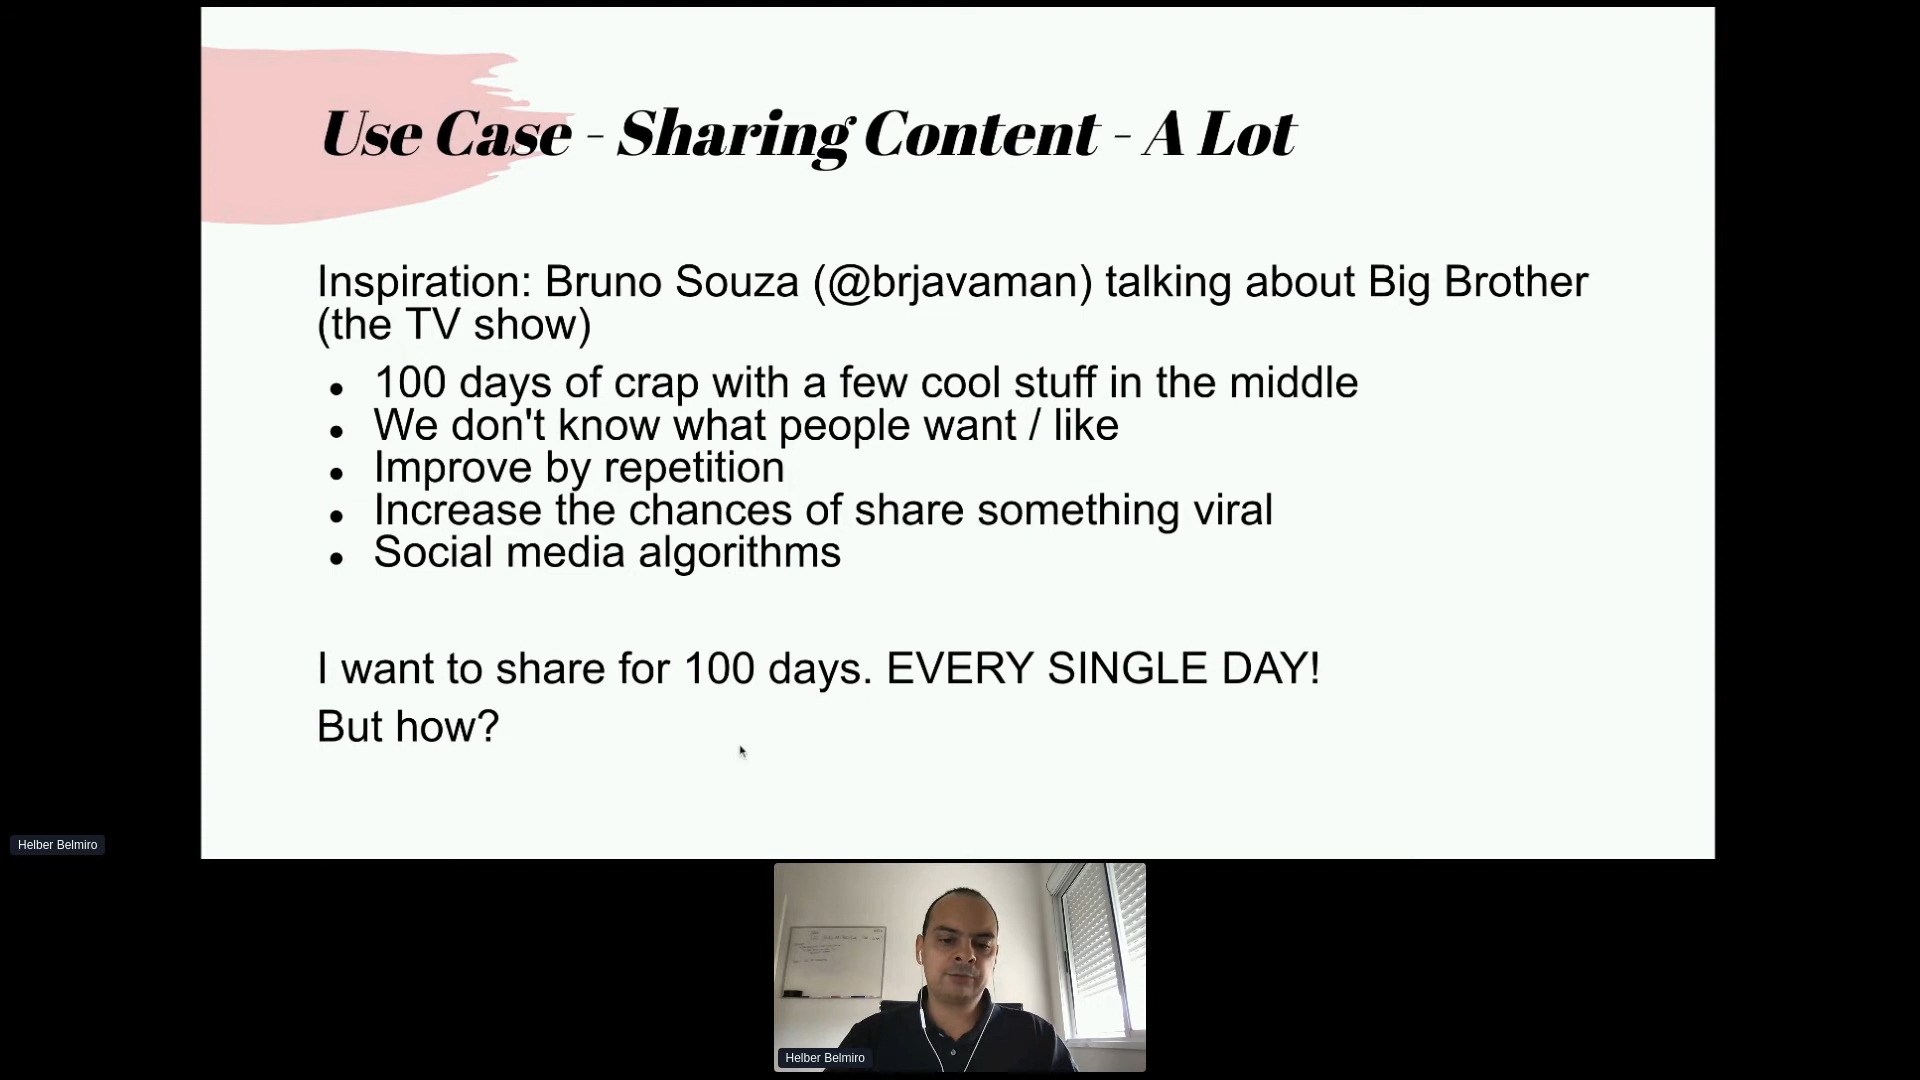 Use Case - Sharing Content - A Lot
Inspiration: Bruno Souza (@brjavaman) talking about Big Brother
(the TV show)
● 100 days of crap with a few cool stuff in the middle
● We don't know what people want / like
● Improve by repetition
● Increase the chances of share something viral
● Social media algorithms
I want to share for 100 days. EVERY SINGLE DAY!
But how?
Helber Belmiro
Helber Belmiro